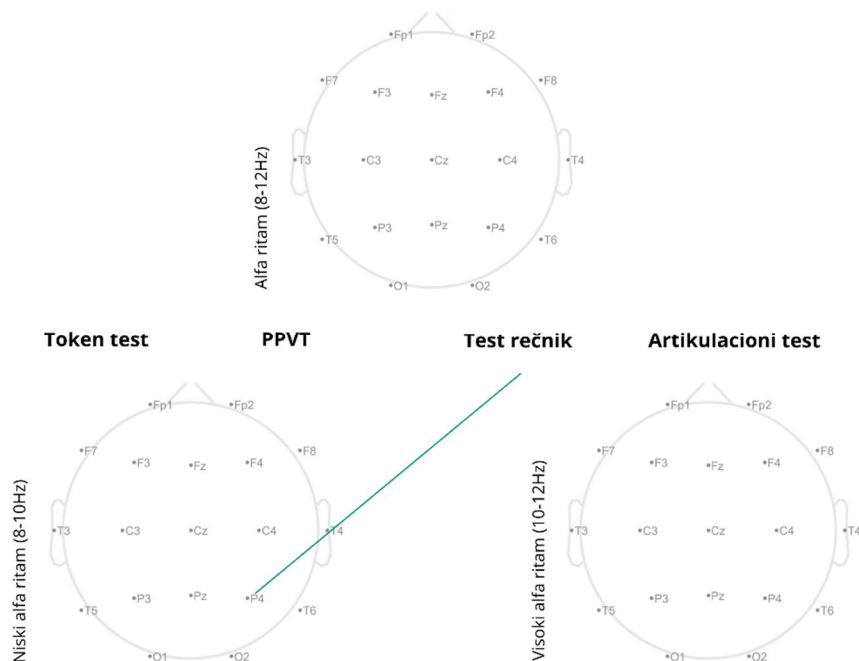 Fp1 Fp2
F7 F8
F3 Fz F4
T3 C3 Cz C4 T4
P3 Pz P4
T5 T6
O1 O2
Alfa ritam (8-12Hz)
Token test PPVT Test rečnik Artikulacioni test
Fp1 Fp2
F7 F8
F3 Fz F4
T3 C3 Cz C4 T4
P3 Pz P4
T5 T6
O1 O2
Niski alfa ritam (8-10Hz)
Fp1 Fp2
F7 F8
F3 Fz F4
T3 C3 Cz C4 T4
P3 Pz P4
T5 T6
O1 O2
Visoki alfa ritam (10-12Hz)